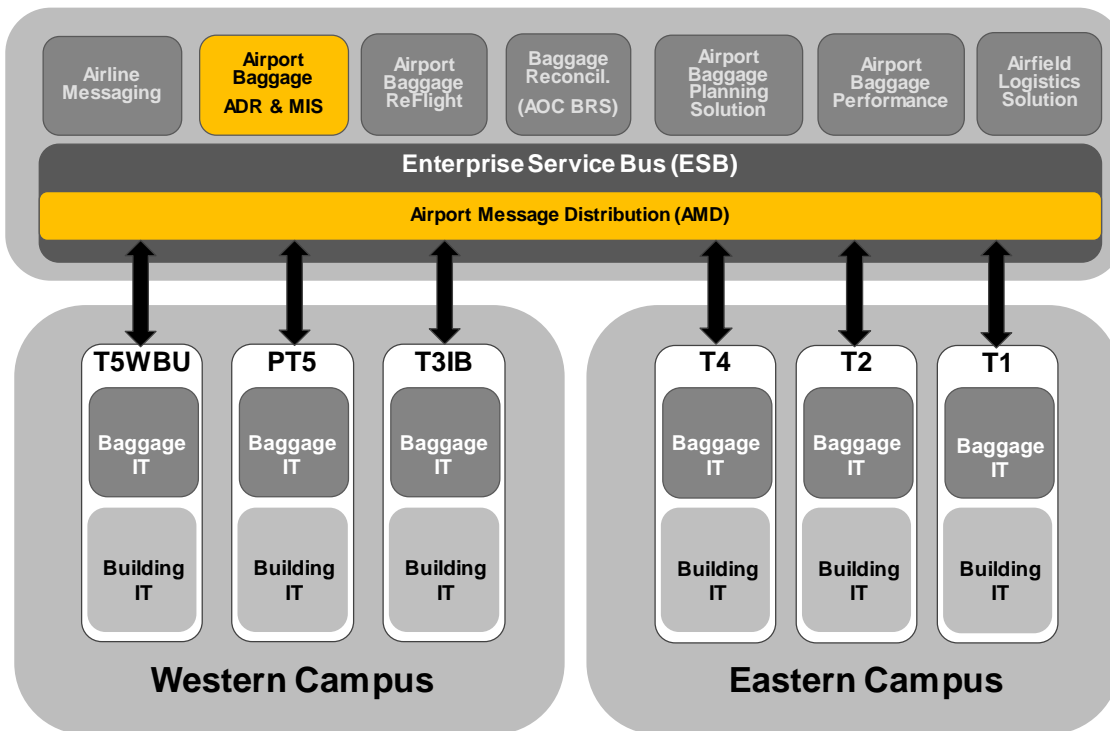 Airline
Messaging
Airport
Baggage
ADR & MIS
Airport
Baggage
ReFlight
Baggage
Reconcil.
(AOC BRS)
Airport
Baggage
Planning
Solution
Airport
Baggage
Performance
Airfield
Logistics
Solution
Enterprise Service Bus (ESB)
Airport Message Distribution (AMD)
T5WBU
PT5
T3IB
T4
T2
T1
Baggage
IT
Baggage
IT
Baggage
IT
Baggage
IT
Baggage
IT
Baggage
IT
Building
IT
Building
IT
Building
IT
Building
IT
Building
IT
Building
IT
Western Campus
Eastern Campus